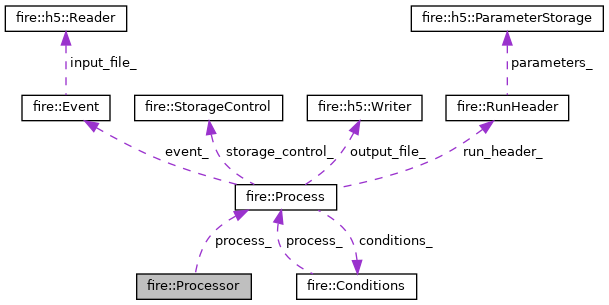 fire::h5::Reader
fire::h5::ParameterStorage
input_file_
parameters_
fire::Event
fire::StorageControl
fire::h5::Writer
fire::RunHeader
event_
storage_control_
output_file_
run_header_
fire::Process
process_
process_
conditions_
fire::Processor
fire::Conditions